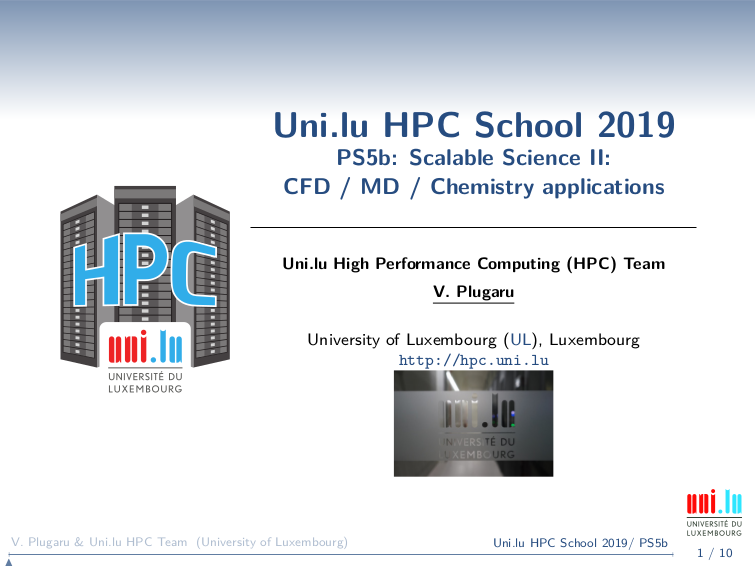 Uni.lu HPC School 2019
PS5b: Scalable Science II:
CFD / MD / Chemistry applications
HPC
uni.lu
UNIVERSITÉ DU
LUXEMBOURG
Uni.lu High Performance Computing (HPC) Team
V. Plugaru
University of Luxembourg (UL), Luxembourg
http://hpc.uni.lu
uni.lu
UNIVERSITÉ DU
LUXEMBOURG
uni.lu
UNIVERSITÉ DU
LUXEMBOURG
V. Plugaru & Uni.lu HPC Team (University of Luxembourg)
Uni.lu HPC School 2019/ PS5b
1 / 10